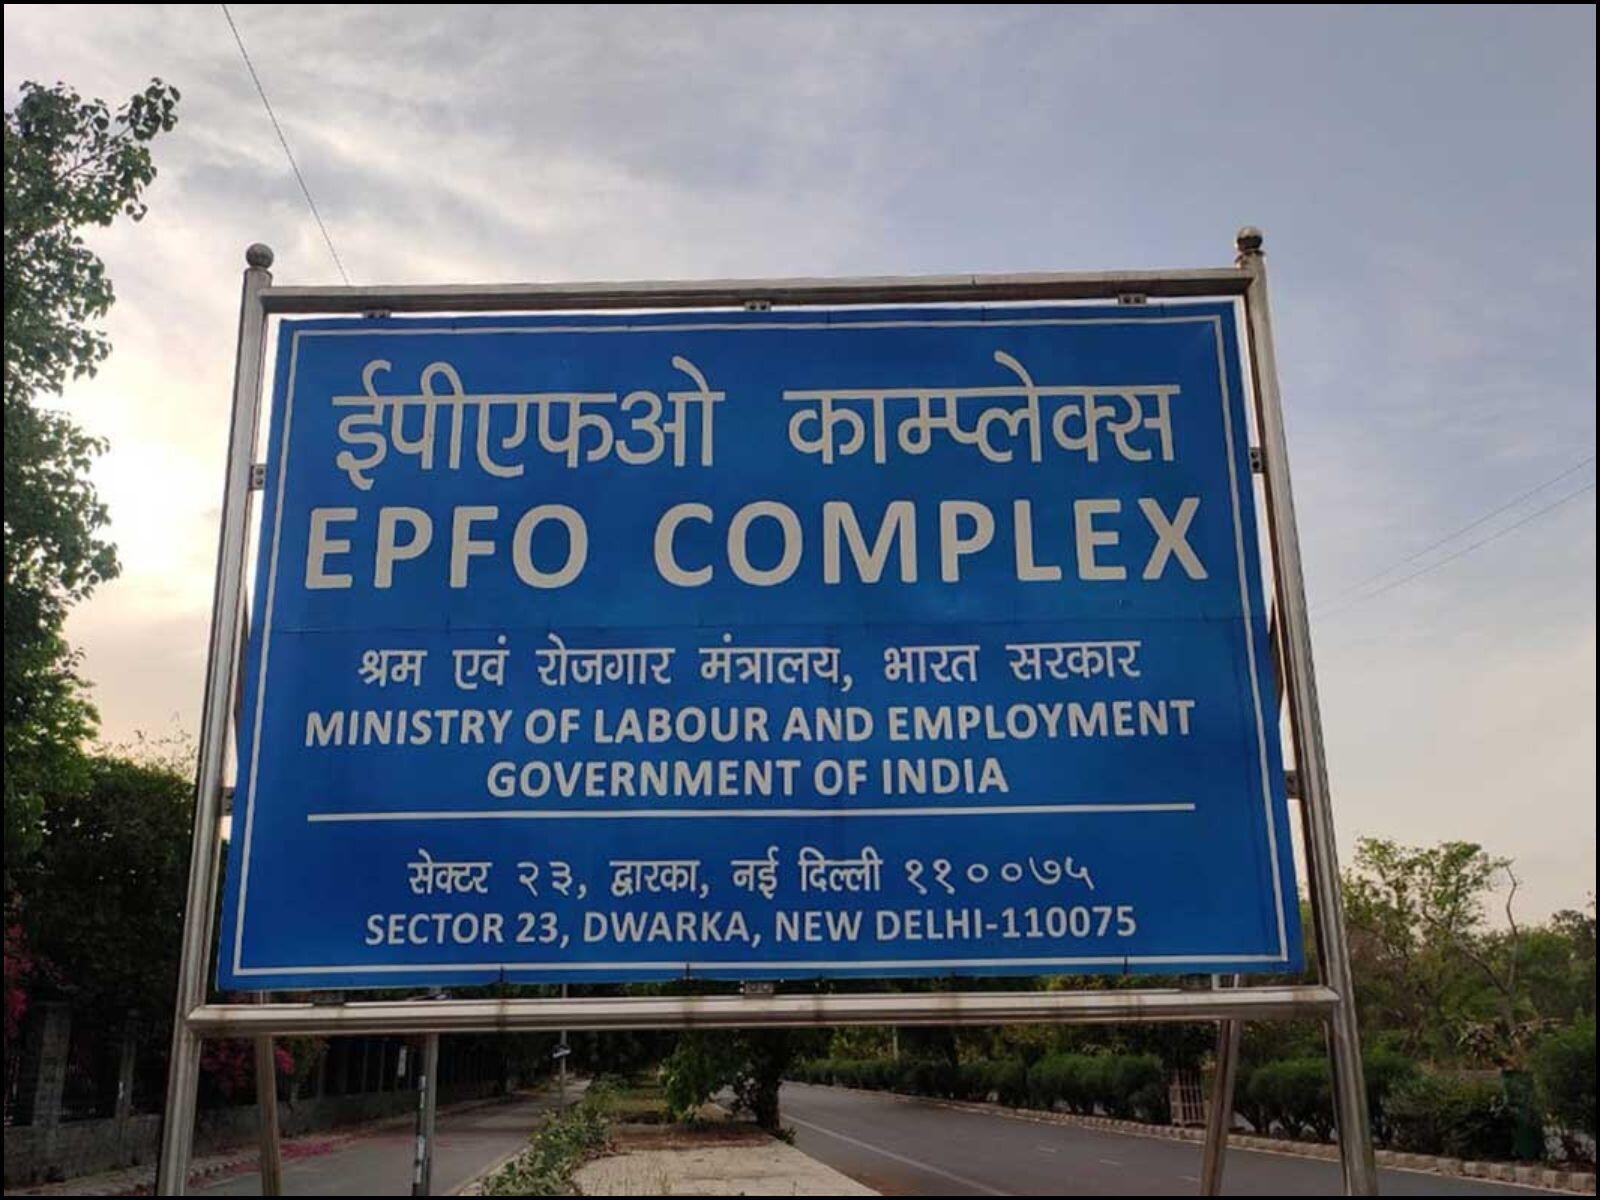 ईपीएफओ काम्प्लेक्स
EPFO COMPLEX
श्रम एवं रोजगार मंत्रालय, भारत सरकार
MINISTRY OF LABOUR AND EMPLOYMENT
GOVERNMENT OF INDIA
सेक्टर २३, द्वारका, नई दिल्ली ११००७५
SECTOR 23, DWARKA, NEW DELHI-110075